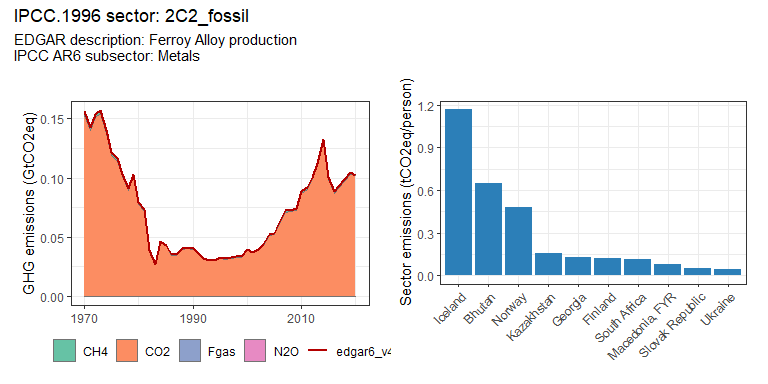 IPCC.1996 sector: 2C2_fossil
EDGAR description: Ferroy Alloy production
IPCC AR6 subsector: Metals
GHG emissions (GtCO2eq)
0.15
0.10
0.05
0.00
1970
1990
2010
CH4
CO2
Fgas
N2O
edgar6_v4
Sector emissions (tCO2eq/person)
1.2
0.9
0.6
0.3
0.0
Iceland
Bhutan
Norway
Kazakhstan
Georgia
Finland
South Africa
Macedonia, FYR
Slovak Republic
Ukraine